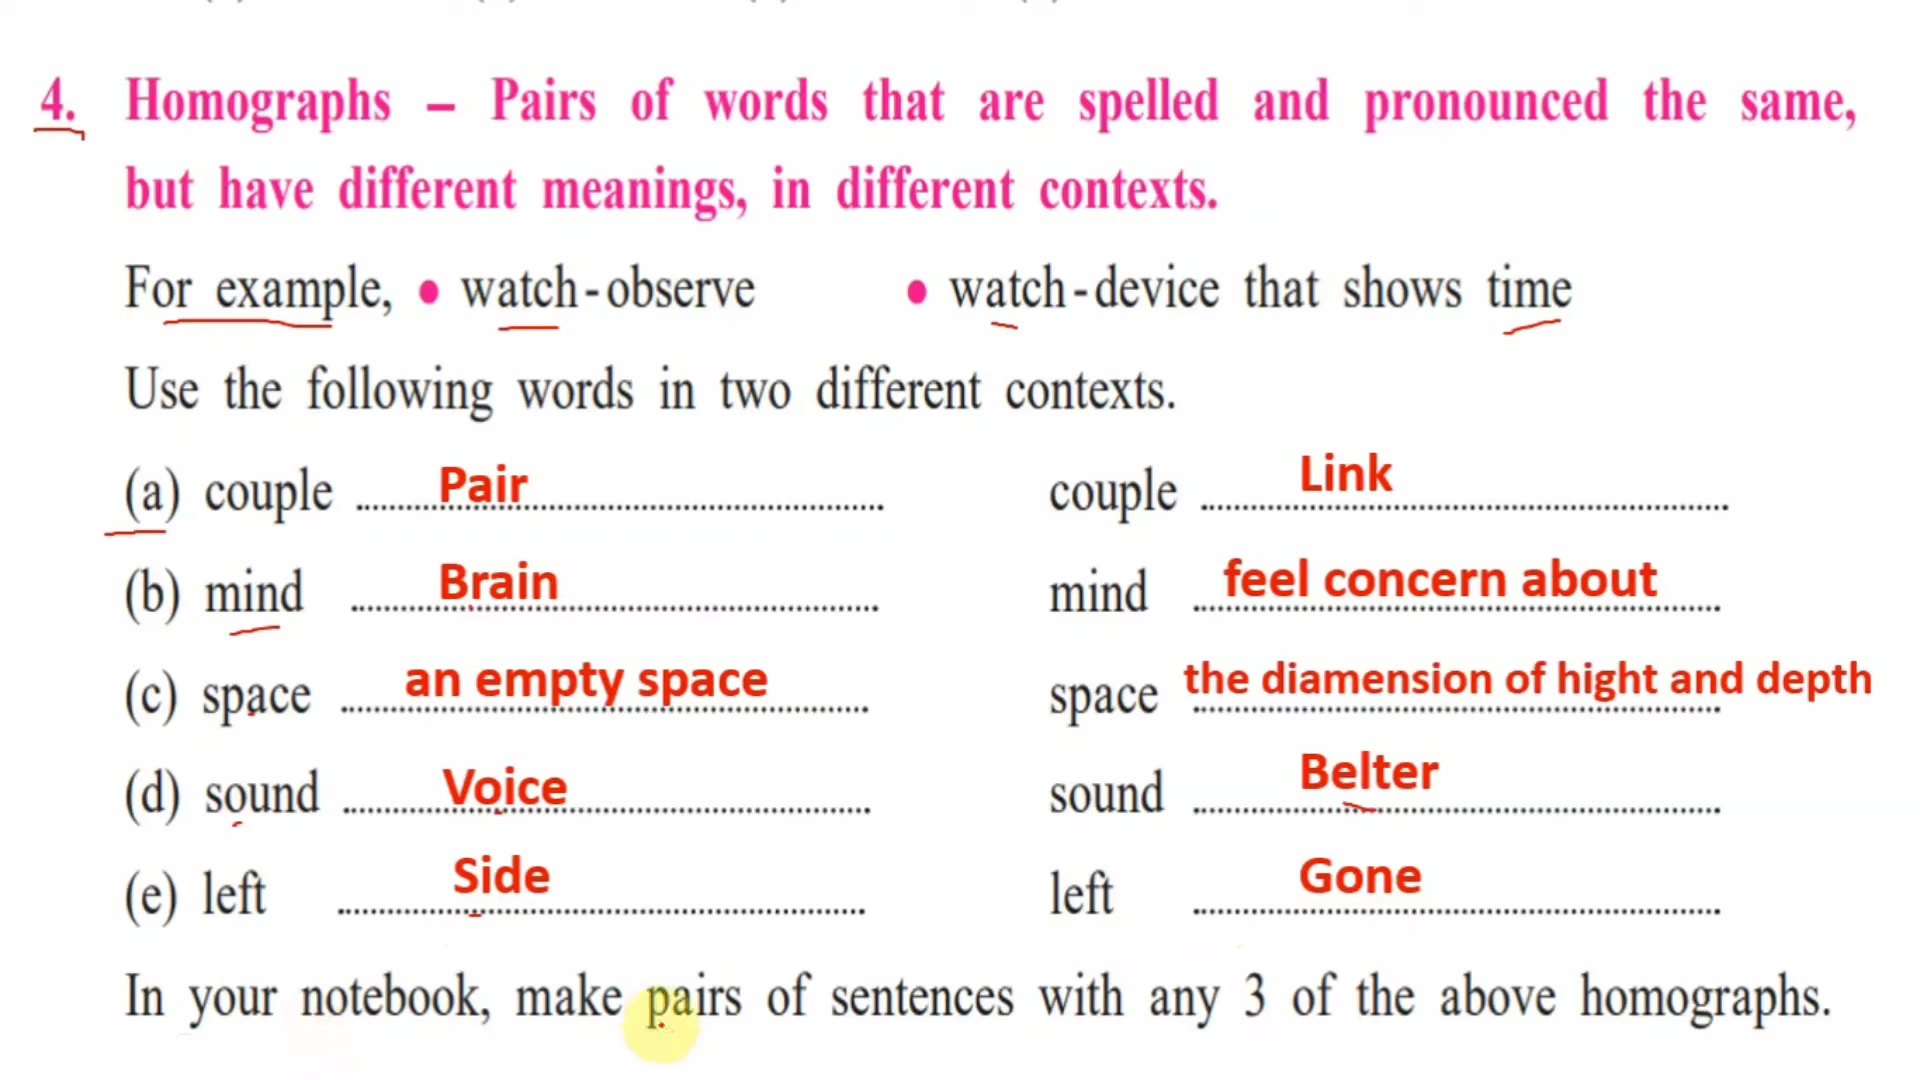 4. Homographs – Pairs of words that are spelled and pronounced the same,
but have different meanings, in different contexts.
For example, • watch - observe • watch - device that shows time
Use the following words in two different contexts.
(a) couple Pair couple Link
(b) mind Brain mind feel concern about
(c) space an empty space space the diamension of hight and depth
(d) sound Voice sound Belter
(e) left Side left Gone
In your notebook, make pairs of sentences with any 3 of the above homographs.